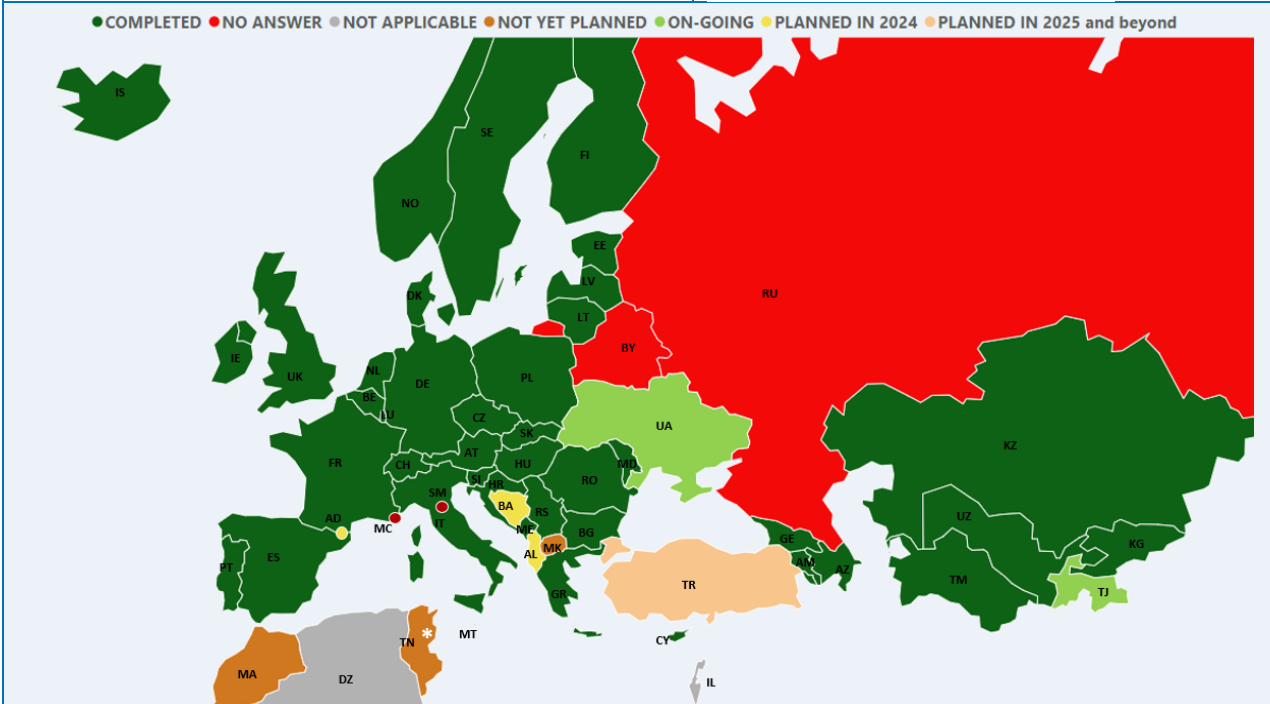 COMPLETED NO ANSWER NOT APPLICABLE NOT YET PLANNED ON-GOING PLANNED IN 2024 PLANNED IN 2025 and beyond
IS
SE
FI
NO
EE
LV
DK
RU
LT
BY
IE
UK
NL
DE
PL
BE
LU
CZ
UA
SK
KZ
FR
CH
AT
HU
MD
SI
HR
RO
SM
BA
RS
UZ
AD
MC
IT
ME
BG
GE
KG
AL
MK
ES
PT
AM
AZ
TM
TR
GR
TJ
TN
*
MT
CY
MA
DZ
IL